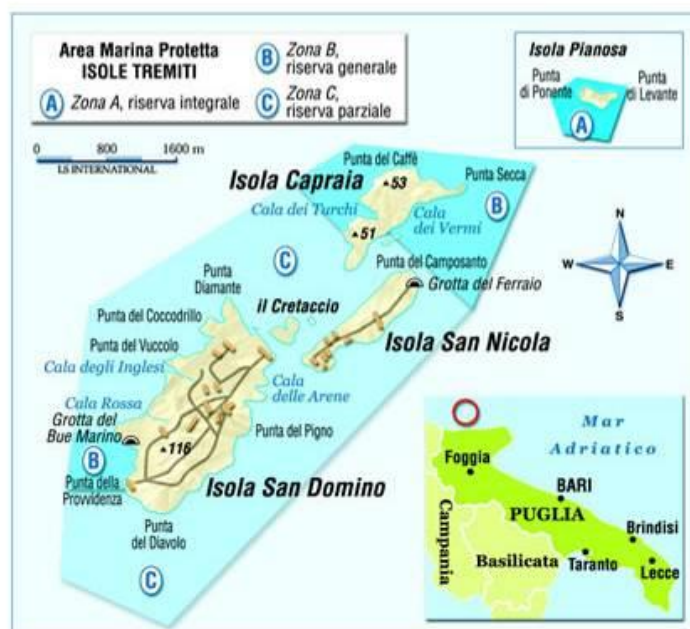 Area Marina Protetta
ISOLE TREMITI
A Zona A, riserva integrale
B Zona B,
riserva generale
C Zona C,
riserva parziale
Isola Pianosa
Punta
di Ponente
Punta
di Levante
A
0 800 1600 m
LS INTERNATIONAL
Isola Capraia
Punta del Caffè
53
Punta Secca
B
Cala dei Turchi
Cala
dei Vermi
51
C
Punta del Camposanto
Grotta del Ferraio
N
W E
S
Punta
Diamante
il Cretaccio
Punta del Coccodrillo
Isola San Nicola
Punta del Vuccolo
Cala degli Inglesi
Cala
delle Arene
Cala Rossa
Grotta del
Bue Marino
Punta del Pigno
116
B
Isola San Domino
Punta della
Provvidenza
Punta
del Diavolo
C
Mar
Adriatico
Foggia
BARI
PUGLIA
Campania
Basilicata
Brindisi
Taranto
Lecce